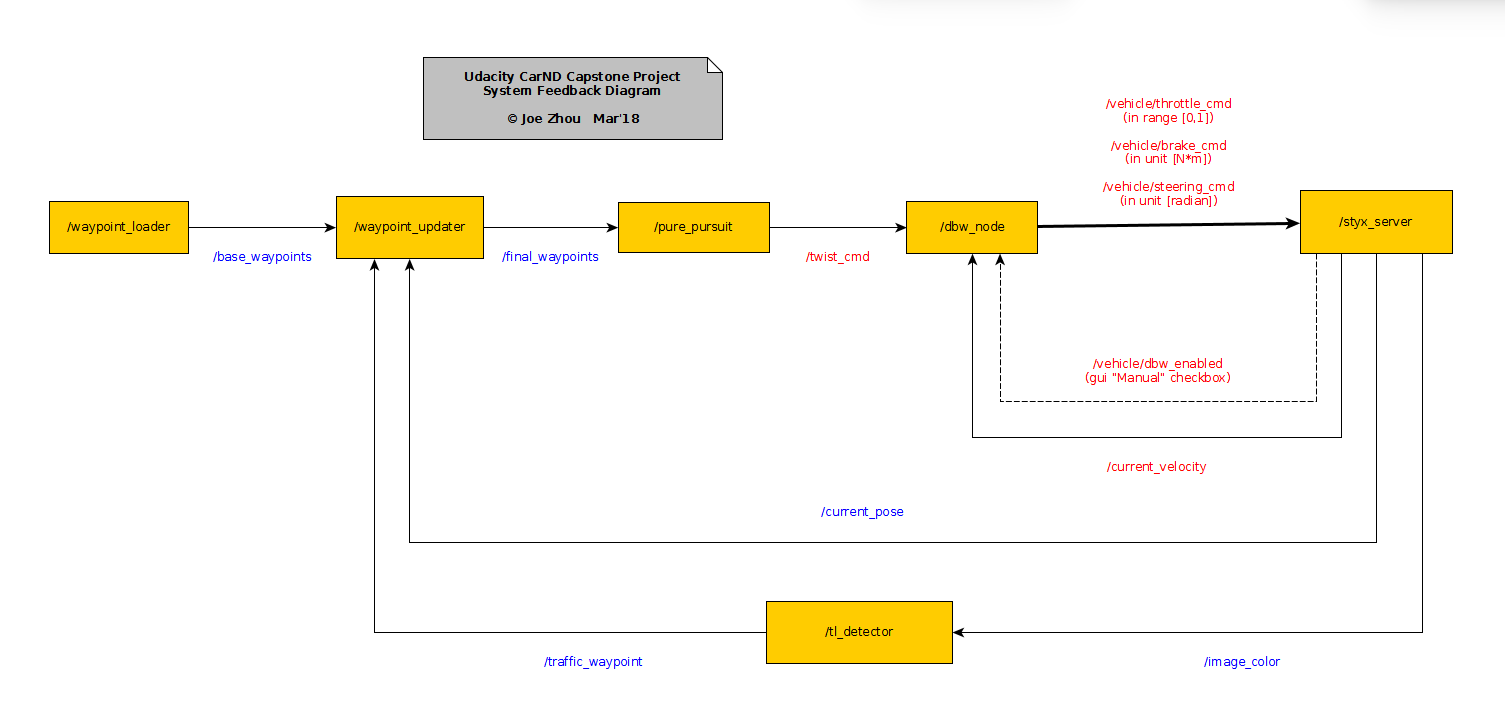 Udacity CarND Capstone Project
System Feedback Diagram
© Joe Zhou   Mar'18
/vehicle/throttle_cmd
(in range [0,1])
/vehicle/brake_cmd
(in unit [N*m])
/vehicle/steering_cmd
(in unit [radian])
/waypoint_loader
/base_waypoints
/waypoint_updater
/final_waypoints
/pure_pursuit
/twist_cmd
/dbw_node
/styx_server
/vehicle/dbw_enabled
(gui "Manual" checkbox)
/current_velocity
/current_pose
/tl_detector
/traffic_waypoint
/image_color